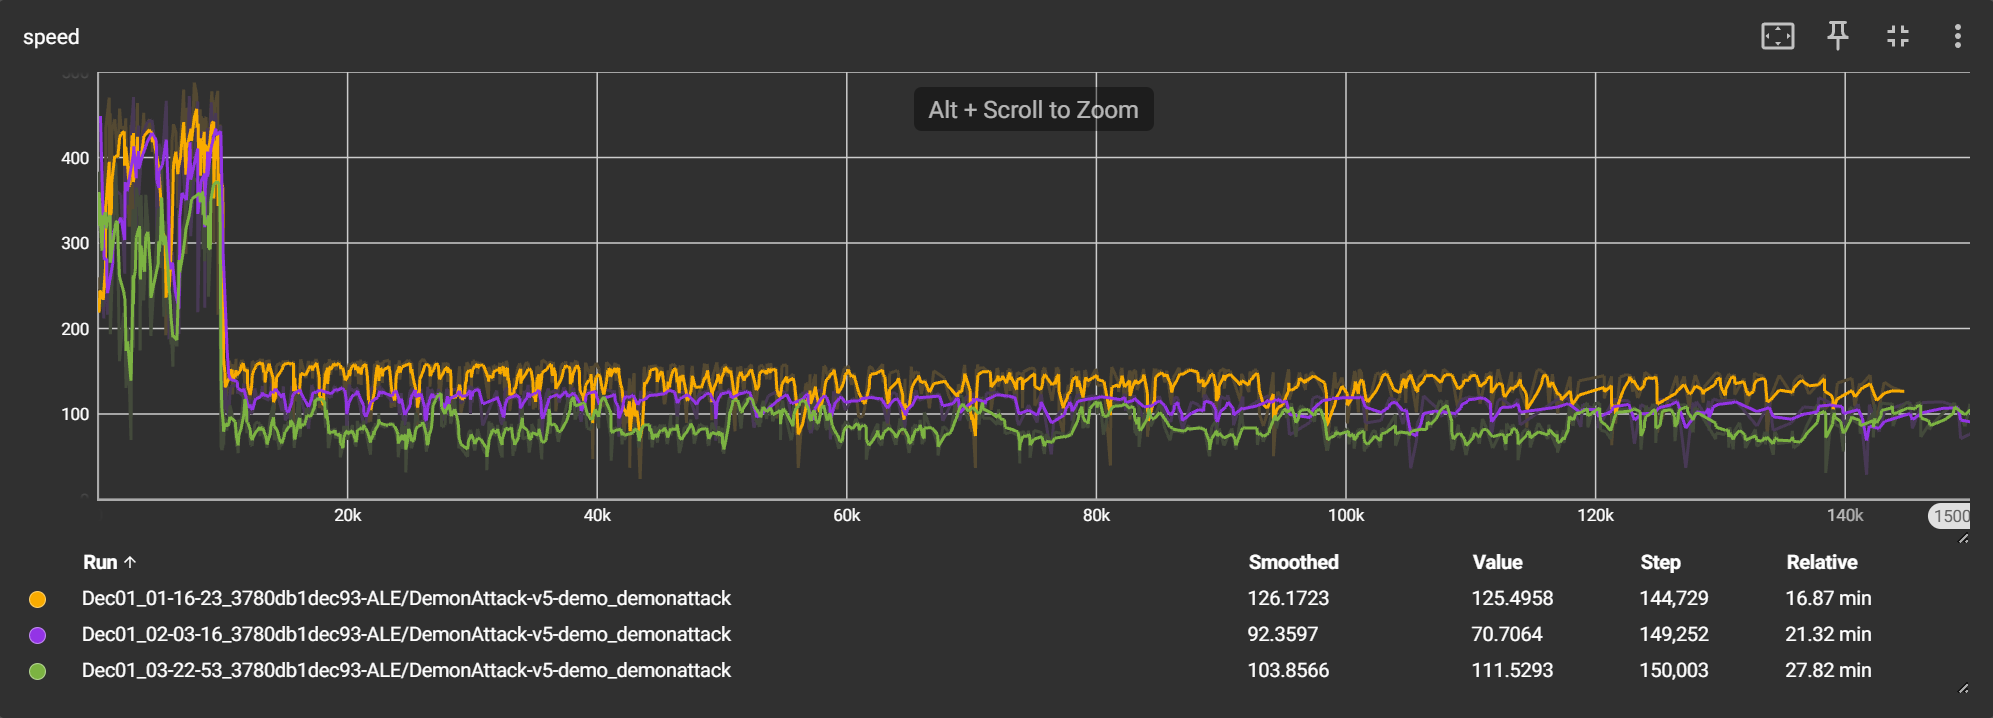 speed
Alt + Scroll to Zoom
400
300
200
100
20k 40k 60k 80k 100k 120k 140k 1500
Run ↑ Smoothed Value Step Relative
Dec01_01-16-23_3780db1dec93-ALE/DemonAttack-v5-demo_demonattack 126.1723 125.4958 144,729 16.87 min
Dec01_02-03-16_3780db1dec93-ALE/DemonAttack-v5-demo_demonattack 92.3597 70.7064 149,252 21.32 min
Dec01_03-22-53_3780db1dec93-ALE/DemonAttack-v5-demo_demonattack 103.8566 111.5293 150,003 27.82 min